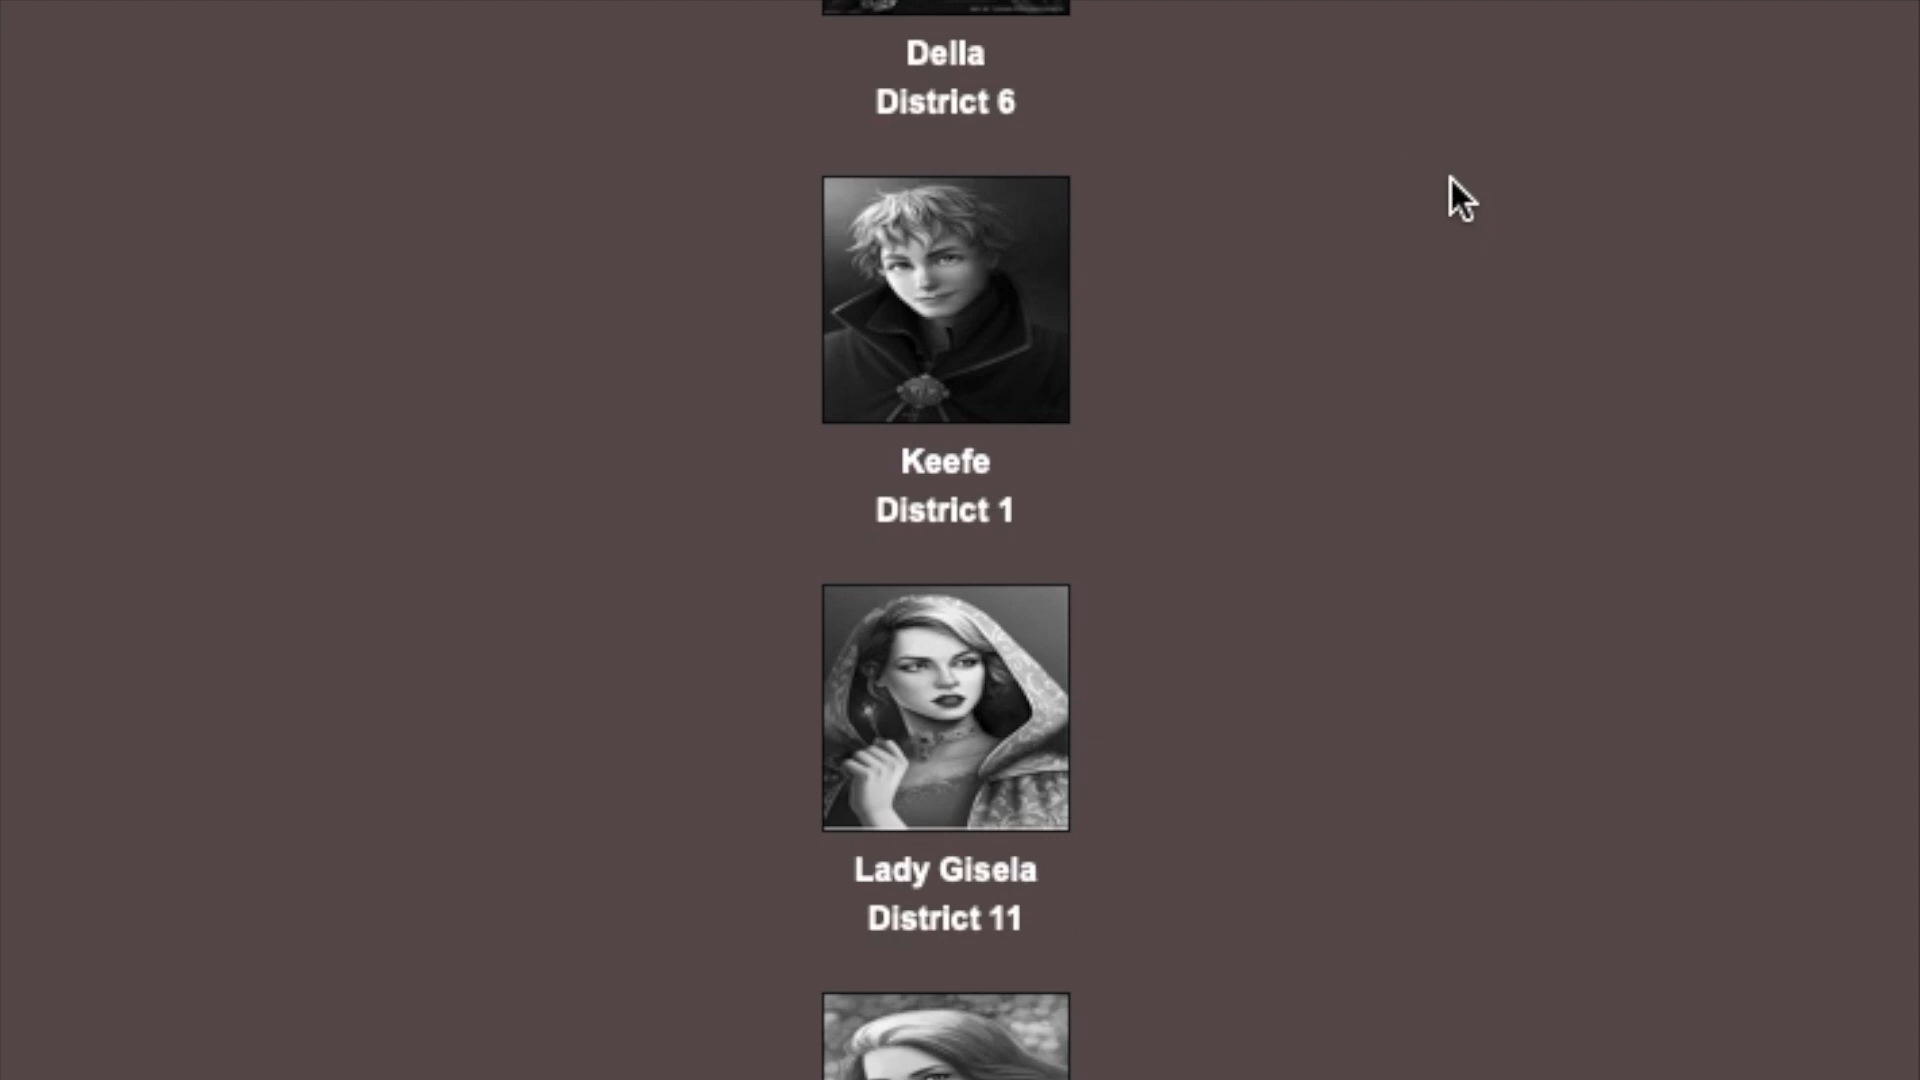 Della
District 6
Keefe
District 1
Lady Gisela
District 11